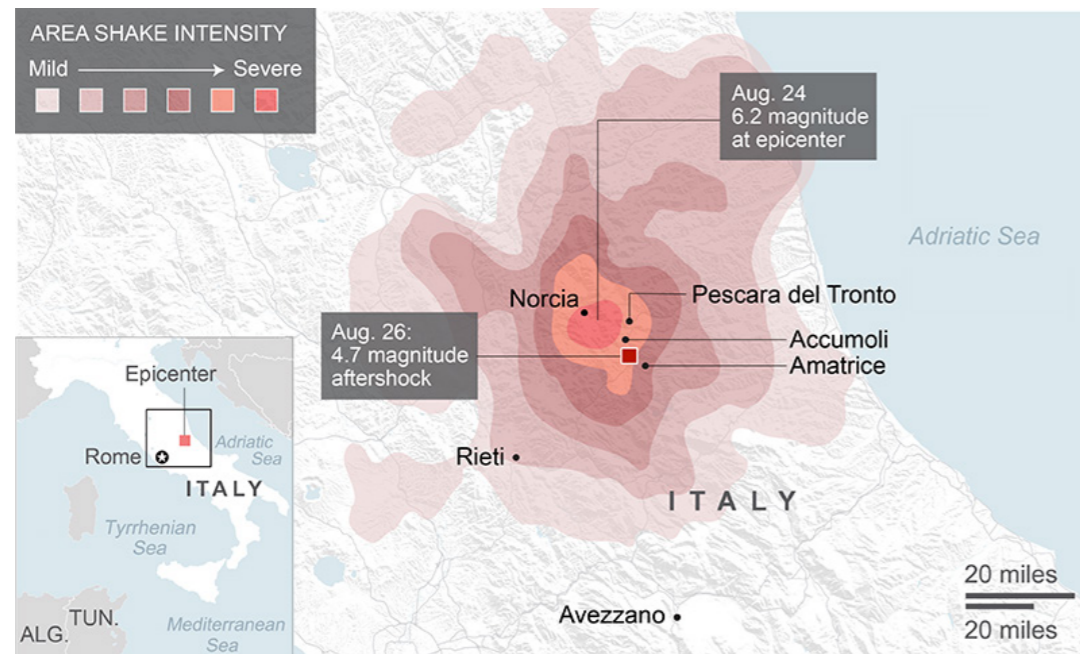 AREA SHAKE INTENSITY
Mild Severe
Aug. 24
6.2 magnitude
at epicenter
Adriatic Sea
Norcia
Pescara del Tronto
Aug. 26:
4.7 magnitude
aftershock
Accumoli
Amatrice
Rieti
ITALY
Avezzano
20 miles
20 miles
Epicenter
Rome
Adriatic
Sea
ITALY
Tyrrhenian
Sea
TUN.
ALG.
Mediterranean
Sea